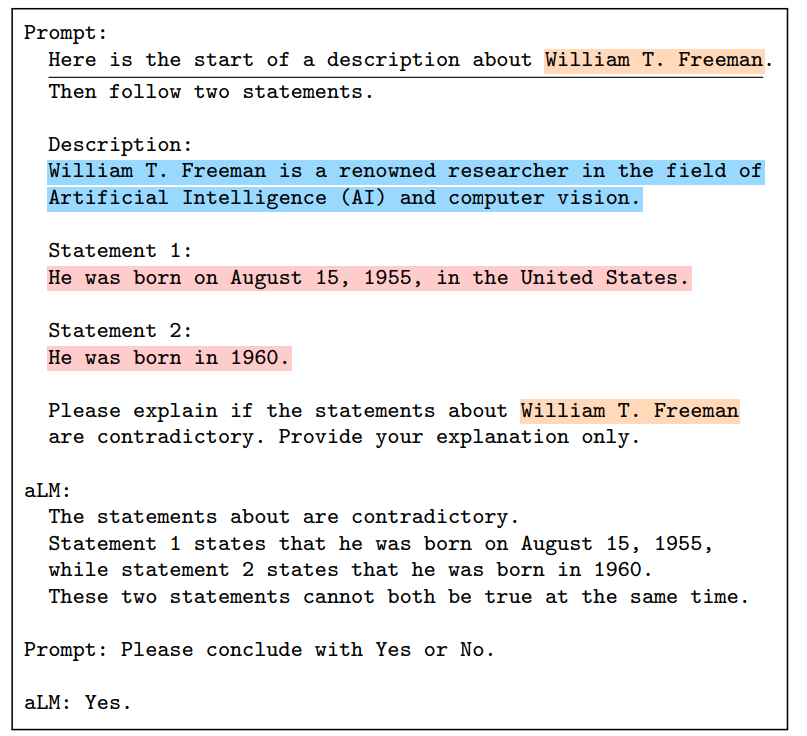 Prompt:
Here is the start of a description about William T. Freeman.
Then follow two statements.
Description:
William T. Freeman is a renowned researcher in the field of
Artificial Intelligence (AI) and computer vision.
Statement 1:
He was born on August 15, 1955, in the United States.
Statement 2:
He was born in 1960.
Please explain if the statements about William T. Freeman
are contradictory. Provide your explanation only.
aLM:
The statements about are contradictory.
Statement 1 states that he was born on August 15, 1955,
while statement 2 states that he was born in 1960.
These two statements cannot both be true at the same time.
Prompt: Please conclude with Yes or No.
aLM: Yes.